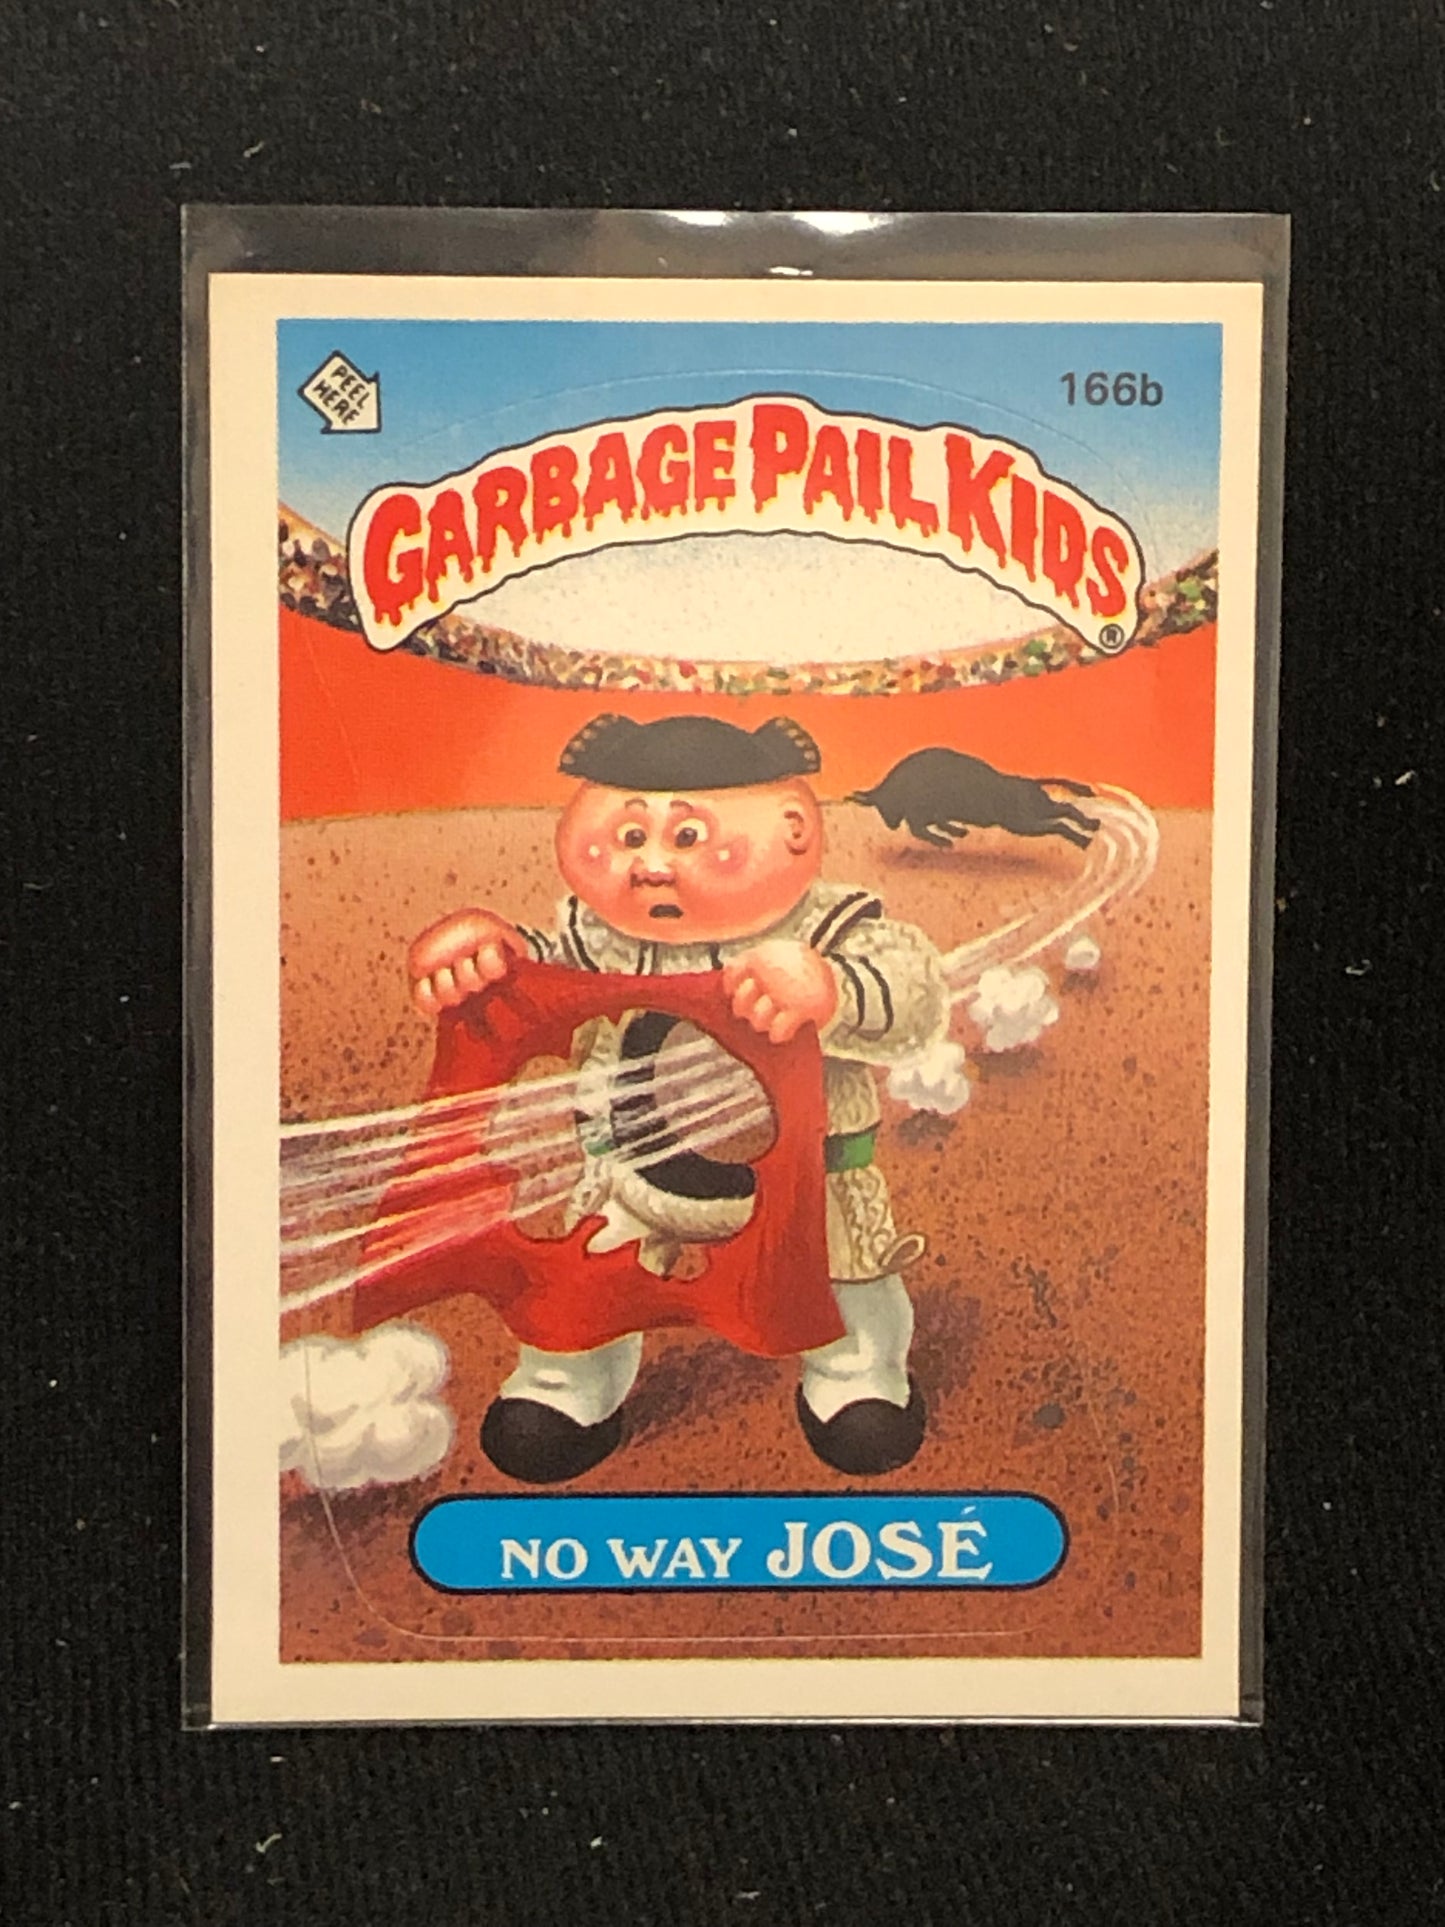 PEEL
HERE
166b
GARBAGE PAIL KIDS
®
NO WAY JOSÉ